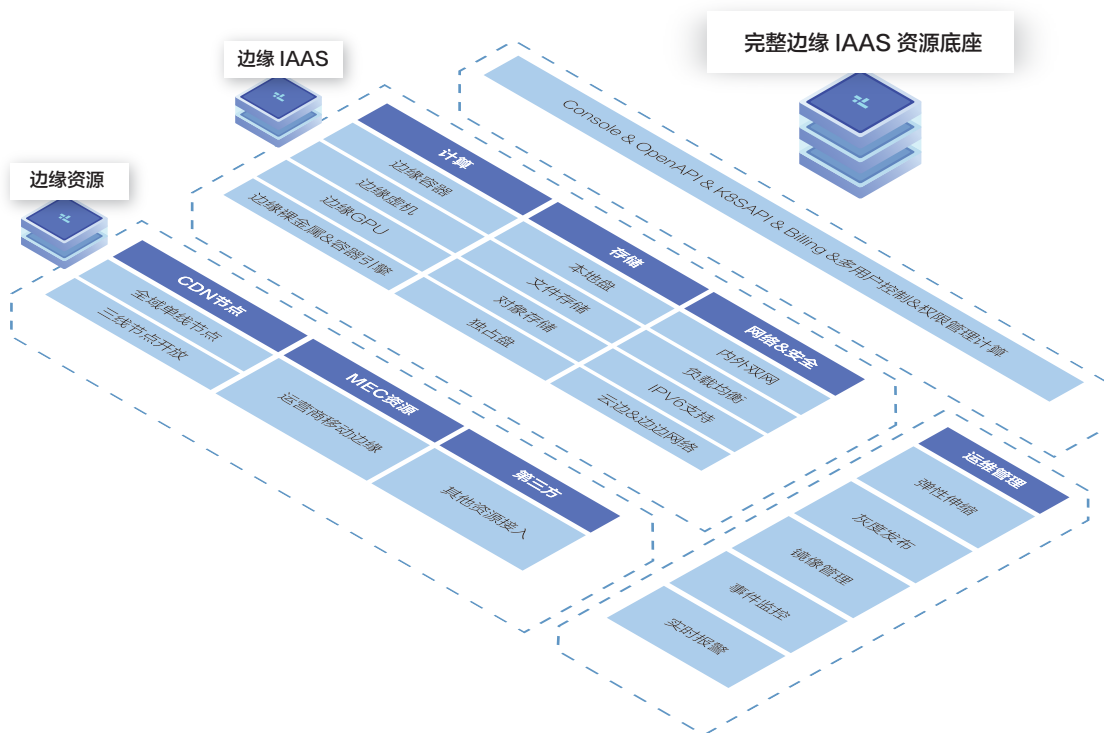 完整边缘 IAAS 资源底座
边缘 IAAS
边缘资源
Console & OpenAPI & K8SAPI & Billing &多用户控制&权限管理计算
计算
边缘容器
边缘虚机
边缘GPU
边缘裸金属&容器引擎
存储
本地盘
文件存储
对象存储
独占盘
网络&安全
内外双网
负载均衡
IPV6支持
云边&边边网络
CDN节点
全域单线节点
三线节点开放
MEC资源
运营商移动边缘
第三方
其他资源接入
运维管理
弹性伸缩
灰度发布
镜像管理
事件监控
实时报警